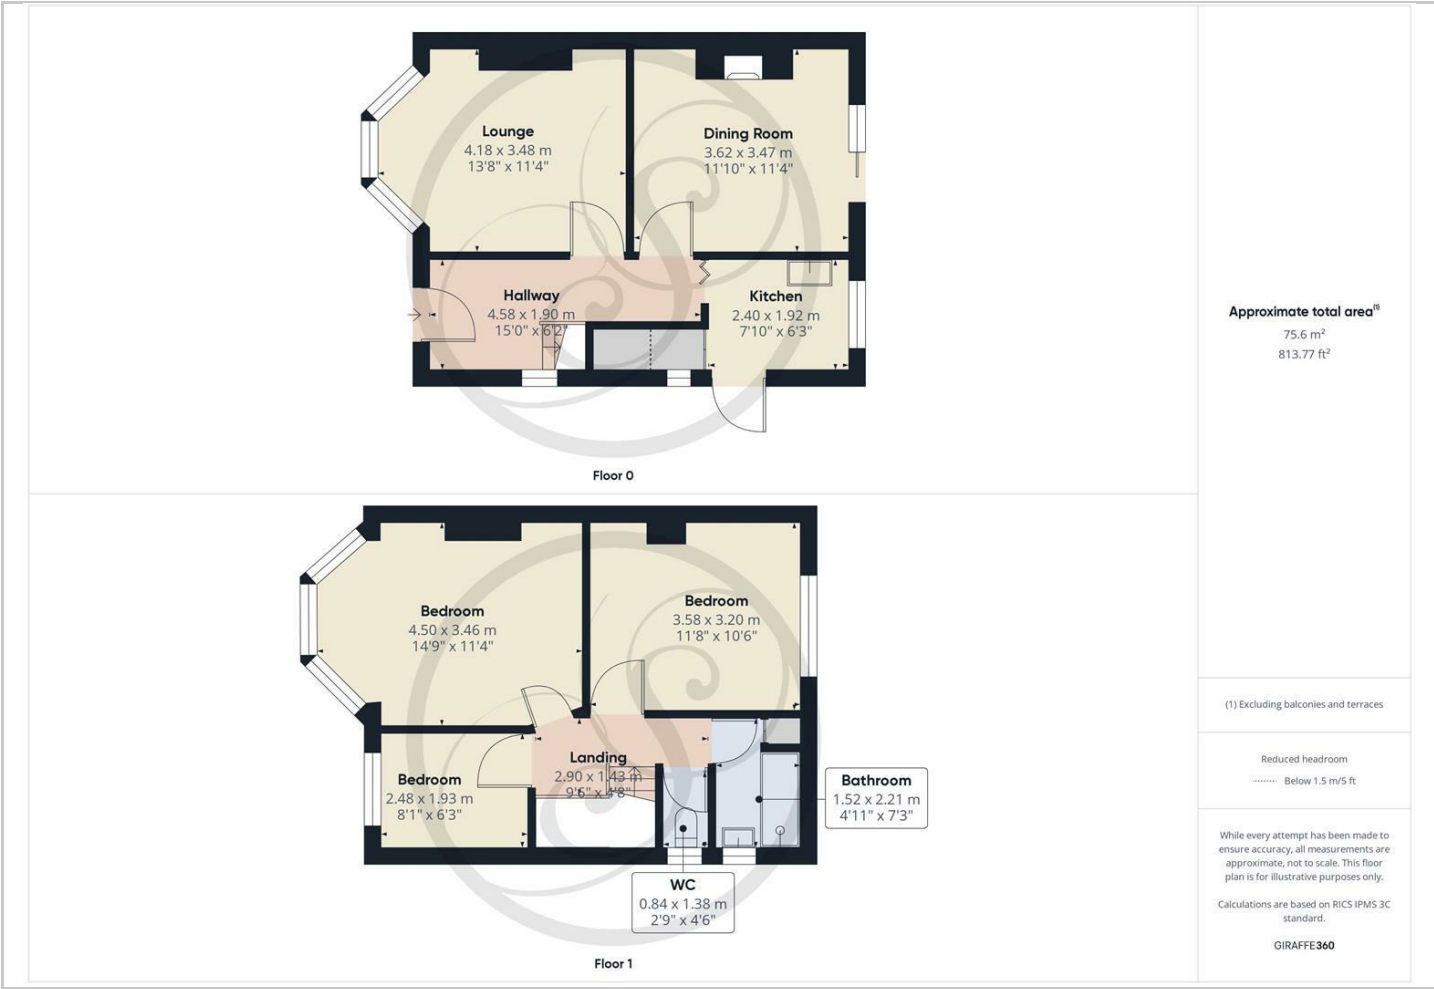 Lounge
4.18 x 3.48 m
13'8" x 11'4"
Dining Room
3.62 x 3.47 m
11'10" x 11'4"
Hallway
4.58 x 1.90 m
15'0" x 6'2"
Kitchen
2.40 x 1.92 m
7'10" x 6'3"
Floor 0
Bedroom
4.50 x 3.46 m
14'9" x 11'4"
Bedroom
3.58 x 3.20 m
11'8" x 10'6"
Bedroom
2.48 x 1.93 m
8'1" x 6'3"
Landing
2.90 x 1.43 m
9'6" x 4'8"
Bathroom
1.52 x 2.21 m
4'11" x 7'3"
WC
0.84 x 1.38 m
2'9" x 4'6"
Floor 1
Approximate total area(1)
75.6 m²
813.77 ft²
(1) Excluding balconies and terraces
Reduced headroom
Below 1.5 m/5 ft
While every attempt has been made to
ensure accuracy, all measurements are
approximate, not to scale. This floor
plan is for illustrative purposes only.
Calculations are based on RICS IPMS 3C
standard.
GIRAFFE360